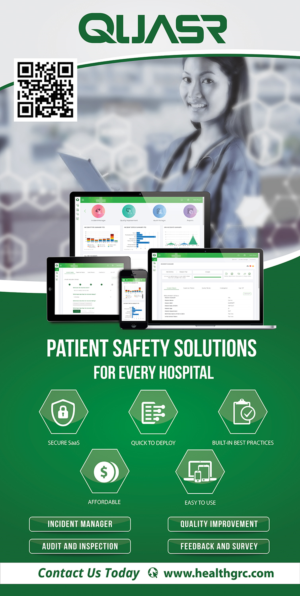 QUASR
PATIENT SAFETY SOLUTIONS
FOR EVERY HOSPITAL
SECURE SaaS
QUICK TO DEPLOY
BUILT-IN BEST PRACTICES
AFFORDABLE
EASY TO USE
INCIDENT MANAGER
QUALITY IMPROVEMENT
AUDIT AND INSPECTION
FEEDBACK AND SURVEY
Contact Us Today www.healthgrc.com